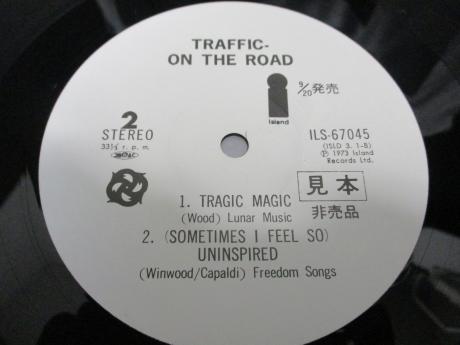 TRAFFIC-
ON THE ROAD
9/20発売
island
2
STEREO
33⅓ r. p. m.
ILS-67045
(ISLD 3. 1-B)
Ⓟ 1973 Island
Records Ltd.
1. TRAGIC MAGIC
(Wood) Lunar Music
見本
非売品
2. (SOMETIMES I FEEL SO)
UNINSPIRED
(Winwood/Capaldi) Freedom Songs